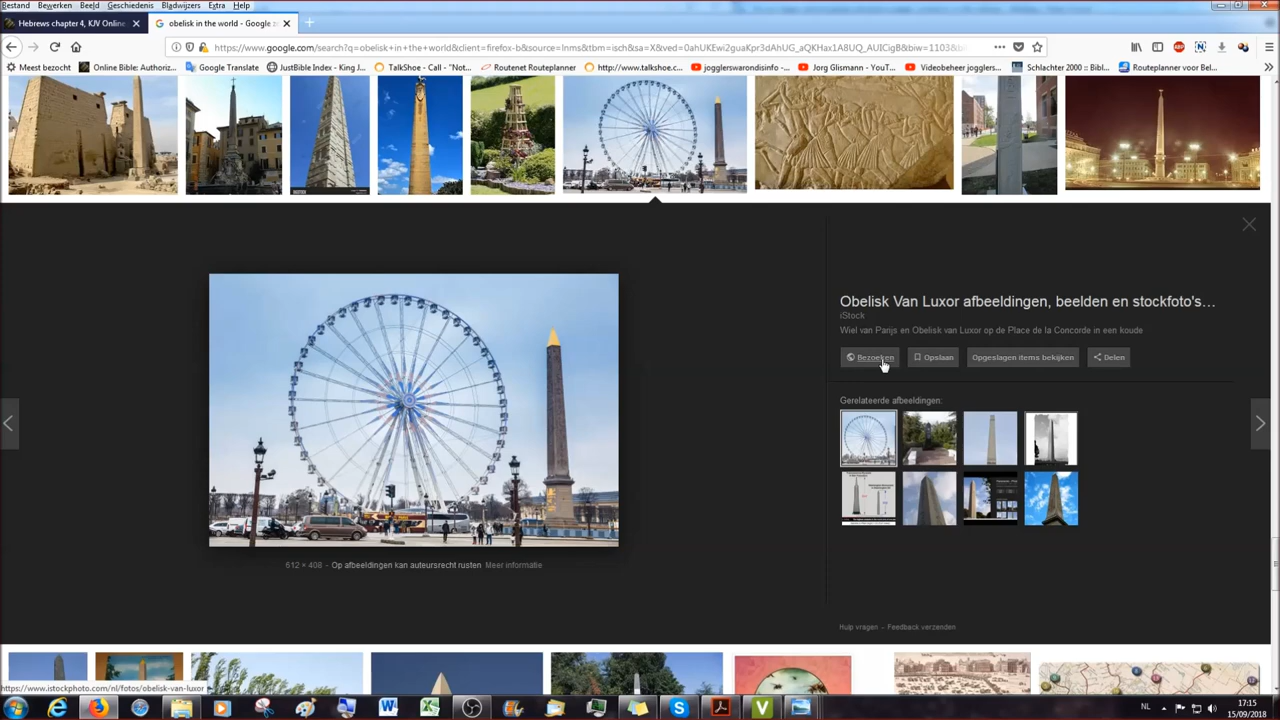 Bestand Bewerken Beeld Geschiedenis Bladwijzers Extra Help
Hebrews chapter 4, KJV Online
obelisk in the world - Google z
https://www.google.com/search?q=obelisk+in+the+world&client=firefox-b&source=lnms&tbm=isch&sa=X&ved=
Meest bezocht Online Bible: Authoriz... Google Translate JustBible Index - King J... TalkShoe - Call - "Not... Routenet Routeplanner http://www.talkshoe.c... jogglerswarondisinfo -... Jorg Glismann - YouT... Videobeheer jogglers... Schlachter 2000 :: Bibl... Routeplanner voor Bel...
Obelisk Van Luxor afbeeldingen, beelden en stockfoto's...
iStock
Wiel van Parijs en Obelisk van Luxor op de Place de la Concorde in een koude
Bezoeken Opslaan Opgeslagen items bekijken Delen
Gerelateerde afbeeldingen:
612 × 408 - Op afbeeldingen kan auteursrecht rusten Meer informatie
Hulp vragen - Feedback verzenden
https://www.istockphoto.com/nl/fotos/obelisk-van-luxor
NL
17:15
15/09/2018